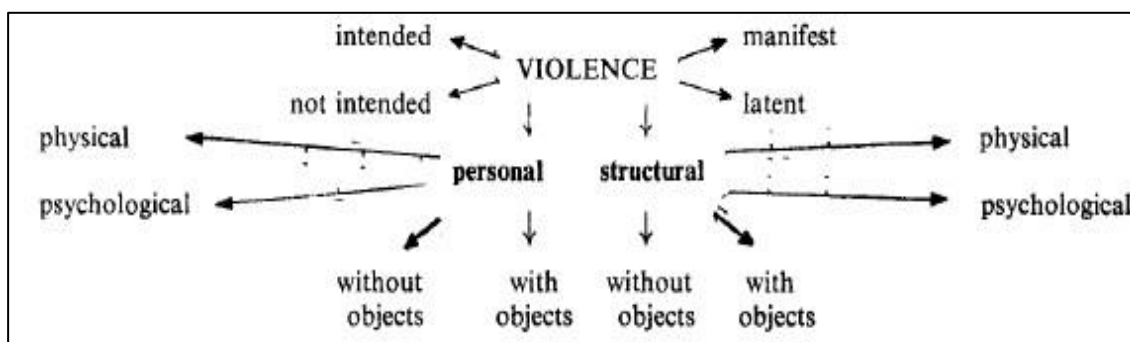 intended
manifest
VIOLENCE
not intended
latent
physical
physical
personal
structural
psychological
psychological
without
with
without
with
objects
objects
objects
objects